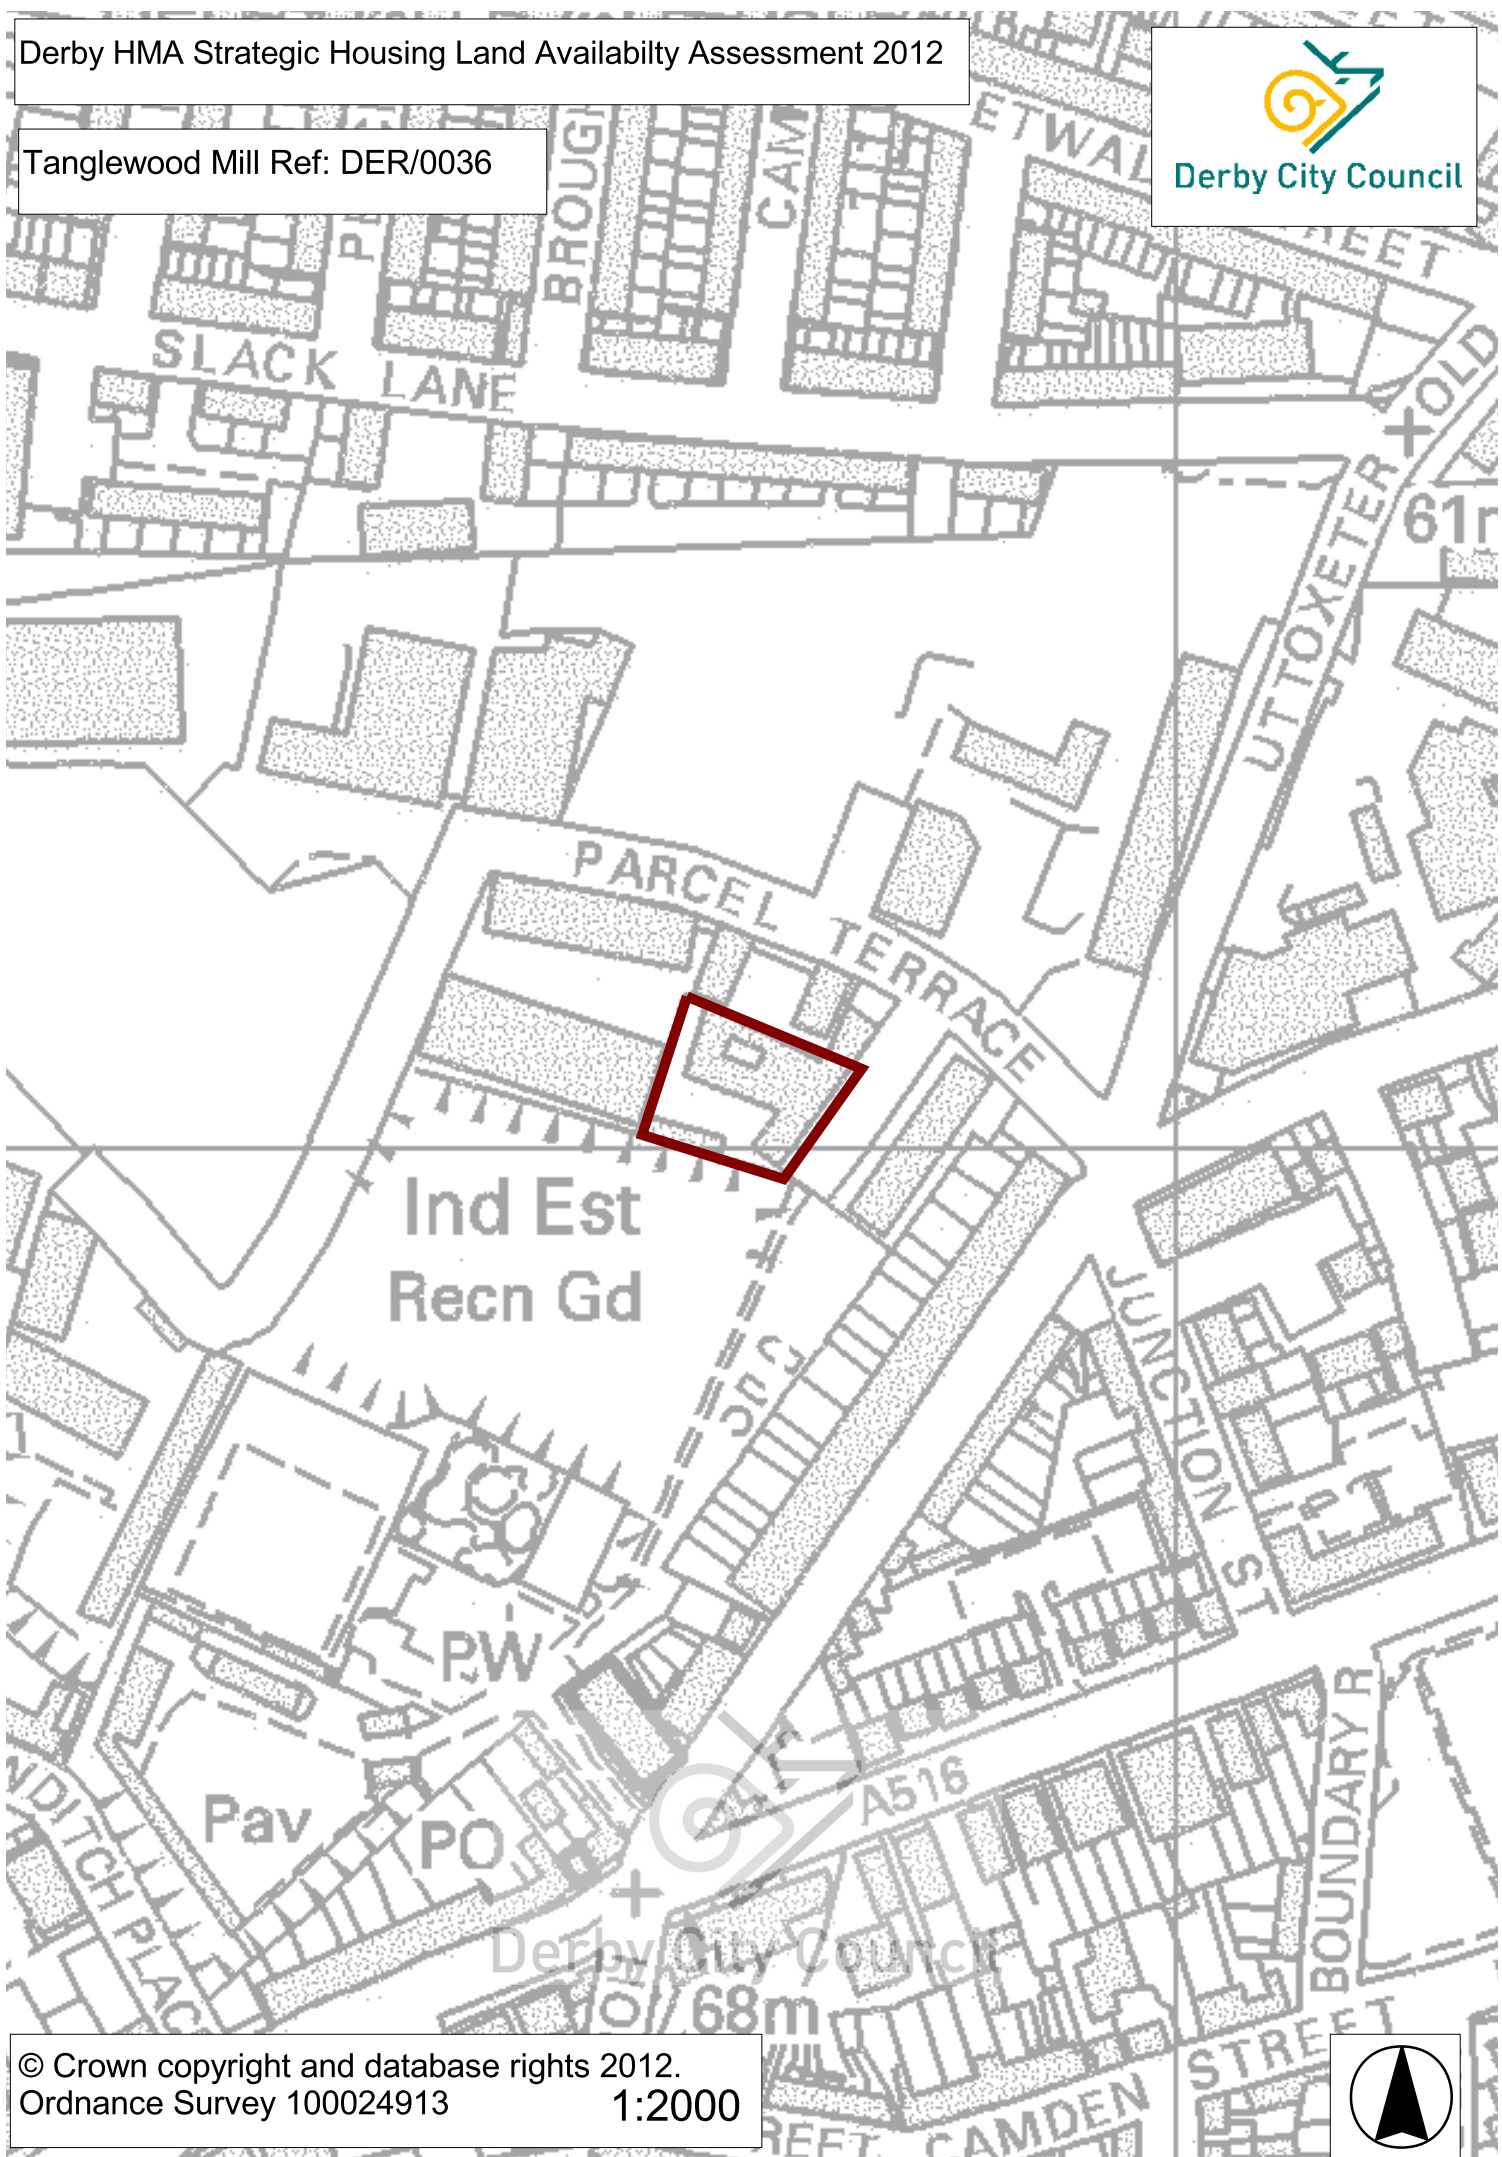 Derby HMA Strategic Housing Land Availabilty Assessment 2012
Tanglewood Mill Ref: DER/0036
Derby City Council
SLACK LANE
PARCEL TERRACE
UTTOXETER OLD
Ind Est
Recn Gd
JUNCTION ST
PW
Pav
PO
A516
BOUNDARY R
Derby City Council
68m
STREET
CAMDEN
© Crown copyright and database rights 2012.
Ordnance Survey 100024913
1:2000